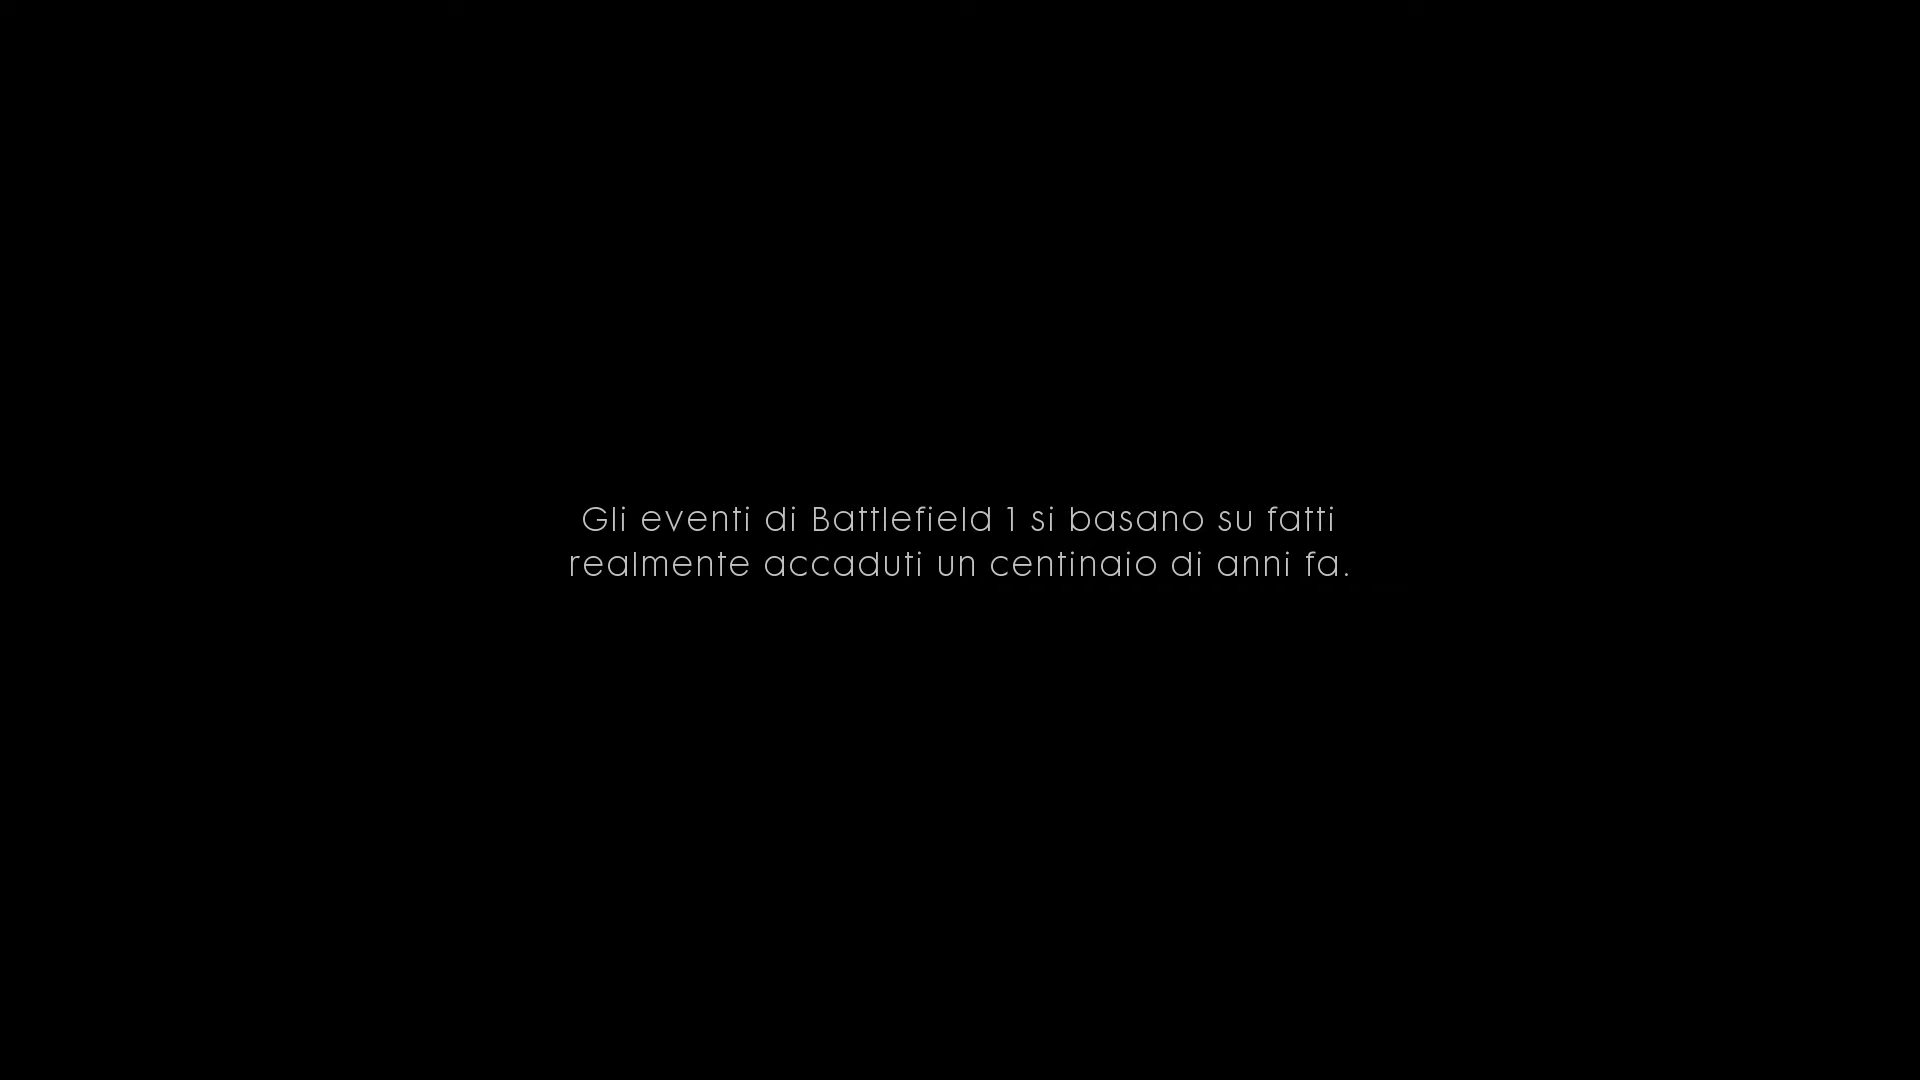 Gli eventi di Battlefield 1 si basano su fatti
realmente accaduti un centinaio di anni fa.